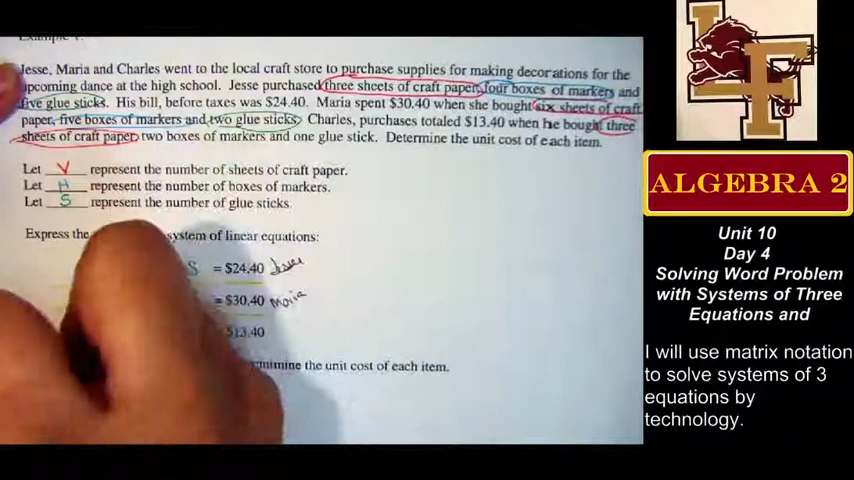 Example 1:
Jesse, Maria and Charles went to the local craft store to purchase supplies for making decorations for the
upcoming dance at the high school. Jesse purchased three sheets of craft paper, four boxes of markers and
five glue sticks. His bill, before taxes was $24.40. Maria spent $30.40 when she bought six sheets of craft
paper, five boxes of markers and two glue sticks. Charles, purchases totaled $13.40 when he bought three
sheets of craft paper, two boxes of markers and one glue stick. Determine the unit cost of each item.
Let V represent the number of sheets of craft paper.
Let H represent the number of boxes of markers.
Let S represent the number of glue sticks.
Express the system of linear equations:
S = $24.40 Jesse
= $30.40 Maria
$13.40
the unit cost of each item.
LF
ALGEBRA 2
Unit 10
Day 4
Solving Word Problem
with Systems of Three
Equations and
I will use matrix notation
to solve systems of 3
equations by
technology.